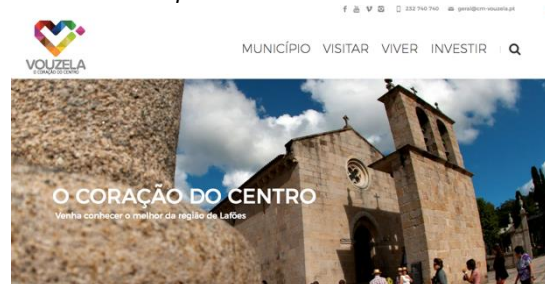 232 740 740 geral@cm-vouzela.pt
VOUZELA
O CORAÇÃO DO CENTRO
MUNICÍPIO VISITAR VIVER INVESTIR
O CORAÇÃO DO CENTRO
Venha conhecer o melhor da região de Lafões